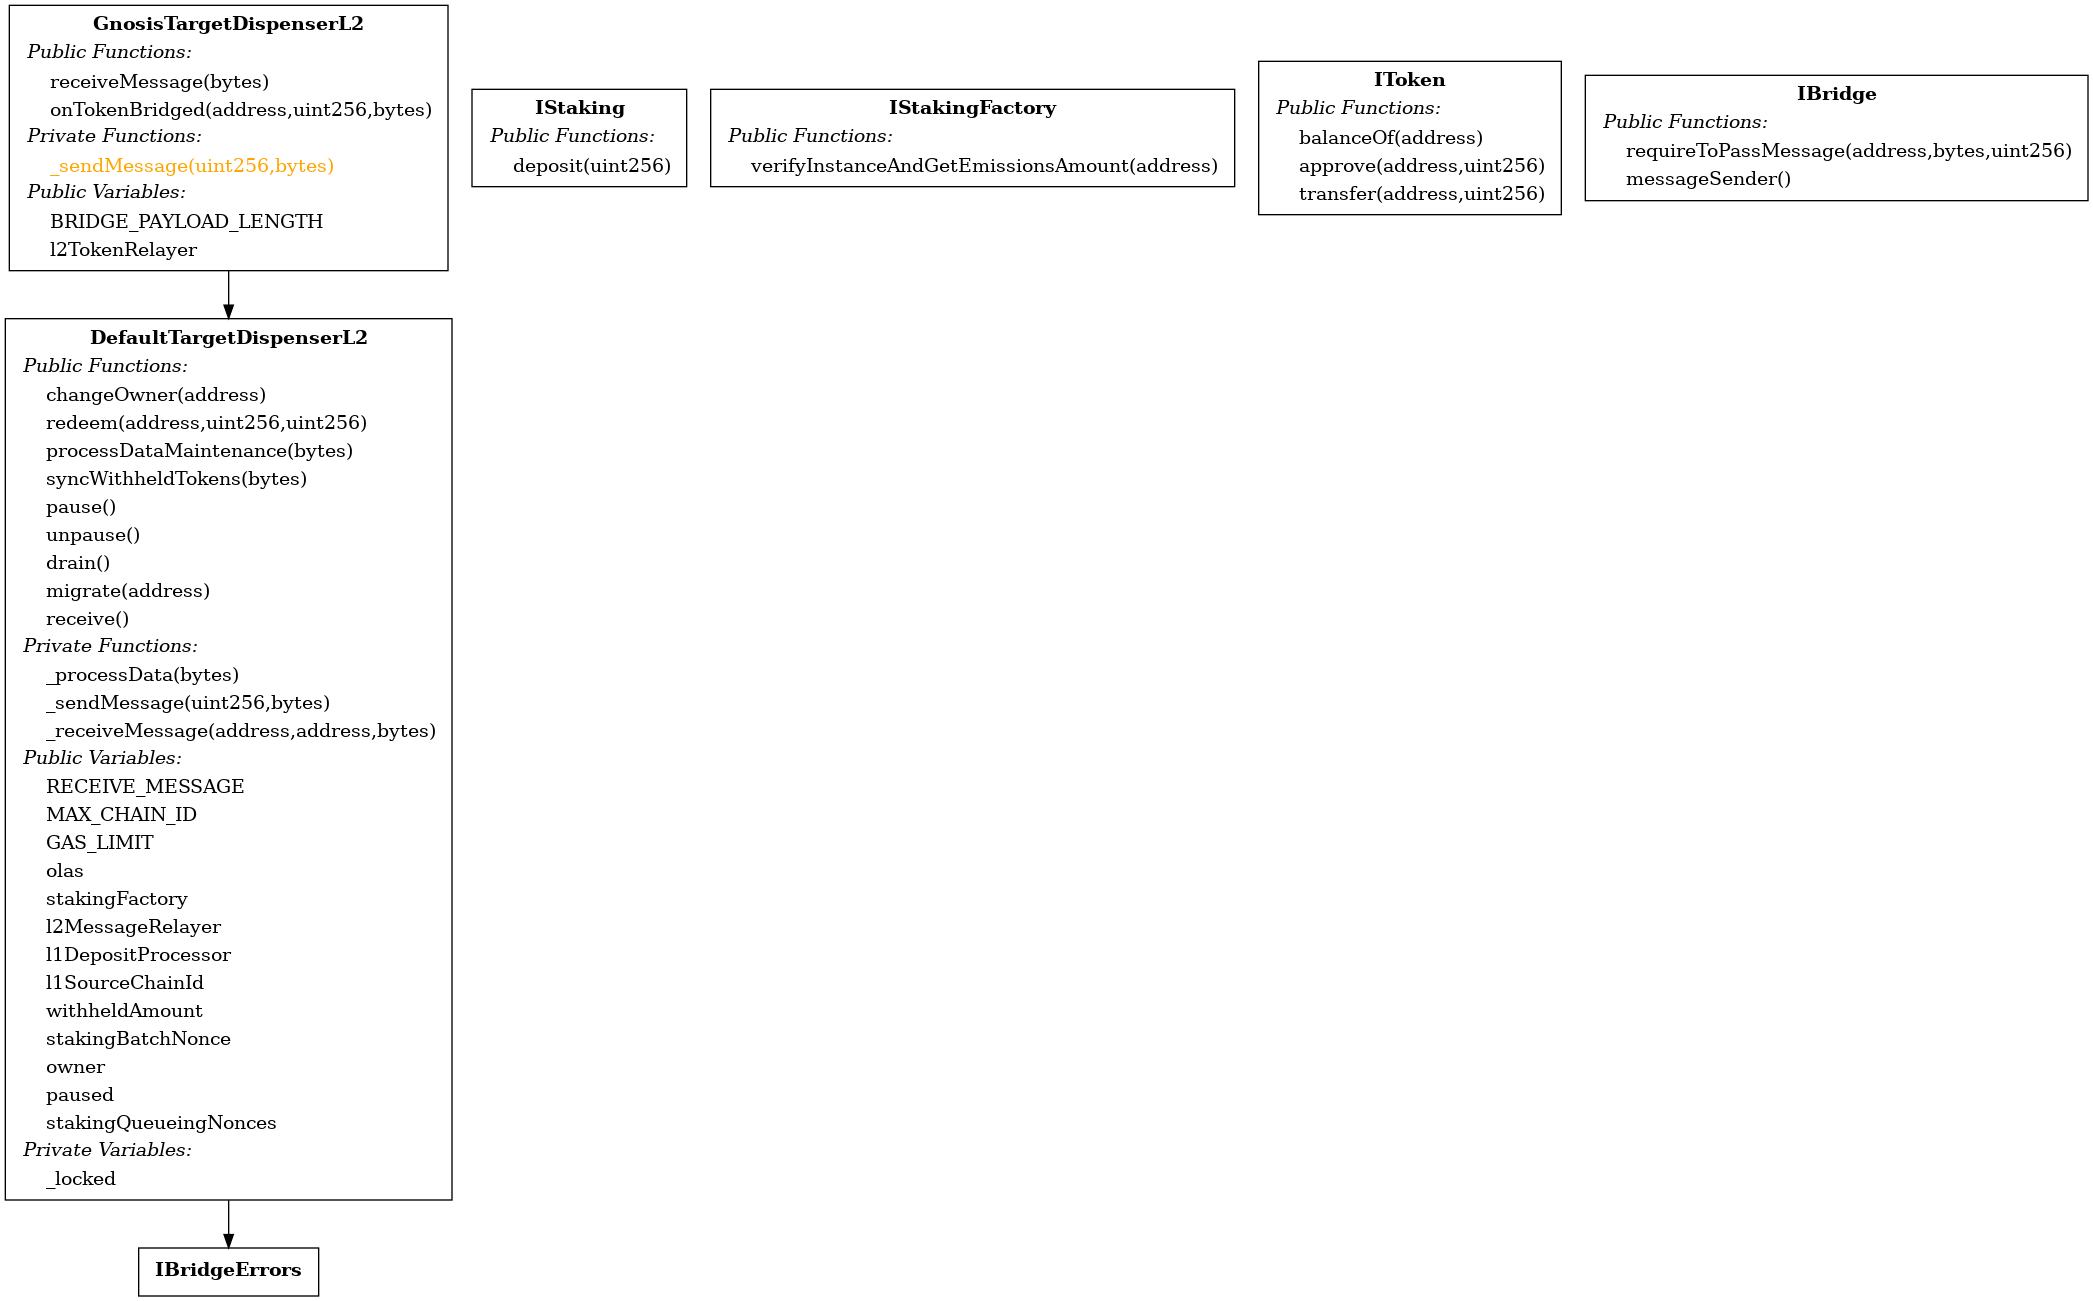 GnosisTargetDispenserL2
Public Functions:
receiveMessage(bytes)
onTokenBridged(address,uint256,bytes)
Private Functions:
_sendMessage(uint256,bytes)
Public Variables:
BRIDGE_PAYLOAD_LENGTH
l2TokenRelayer
IStaking
Public Functions:
deposit(uint256)
IStakingFactory
Public Functions:
verifyInstanceAndGetEmissionsAmount(address)
IToken
Public Functions:
balanceOf(address)
approve(address,uint256)
transfer(address,uint256)
IBridge
Public Functions:
requireToPassMessage(address,bytes,uint256)
messageSender()
DefaultTargetDispenserL2
Public Functions:
changeOwner(address)
redeem(address,uint256,uint256)
processDataMaintenance(bytes)
syncWithheldTokens(bytes)
pause()
unpause()
drain()
migrate(address)
receive()
Private Functions:
_processData(bytes)
_sendMessage(uint256,bytes)
_receiveMessage(address,address,bytes)
Public Variables:
RECEIVE_MESSAGE
MAX_CHAIN_ID
GAS_LIMIT
olas
stakingFactory
l2MessageRelayer
l1DepositProcessor
l1SourceChainId
withheldAmount
stakingBatchNonce
owner
paused
stakingQueueingNonces
Private Variables:
_locked
IBridgeErrors